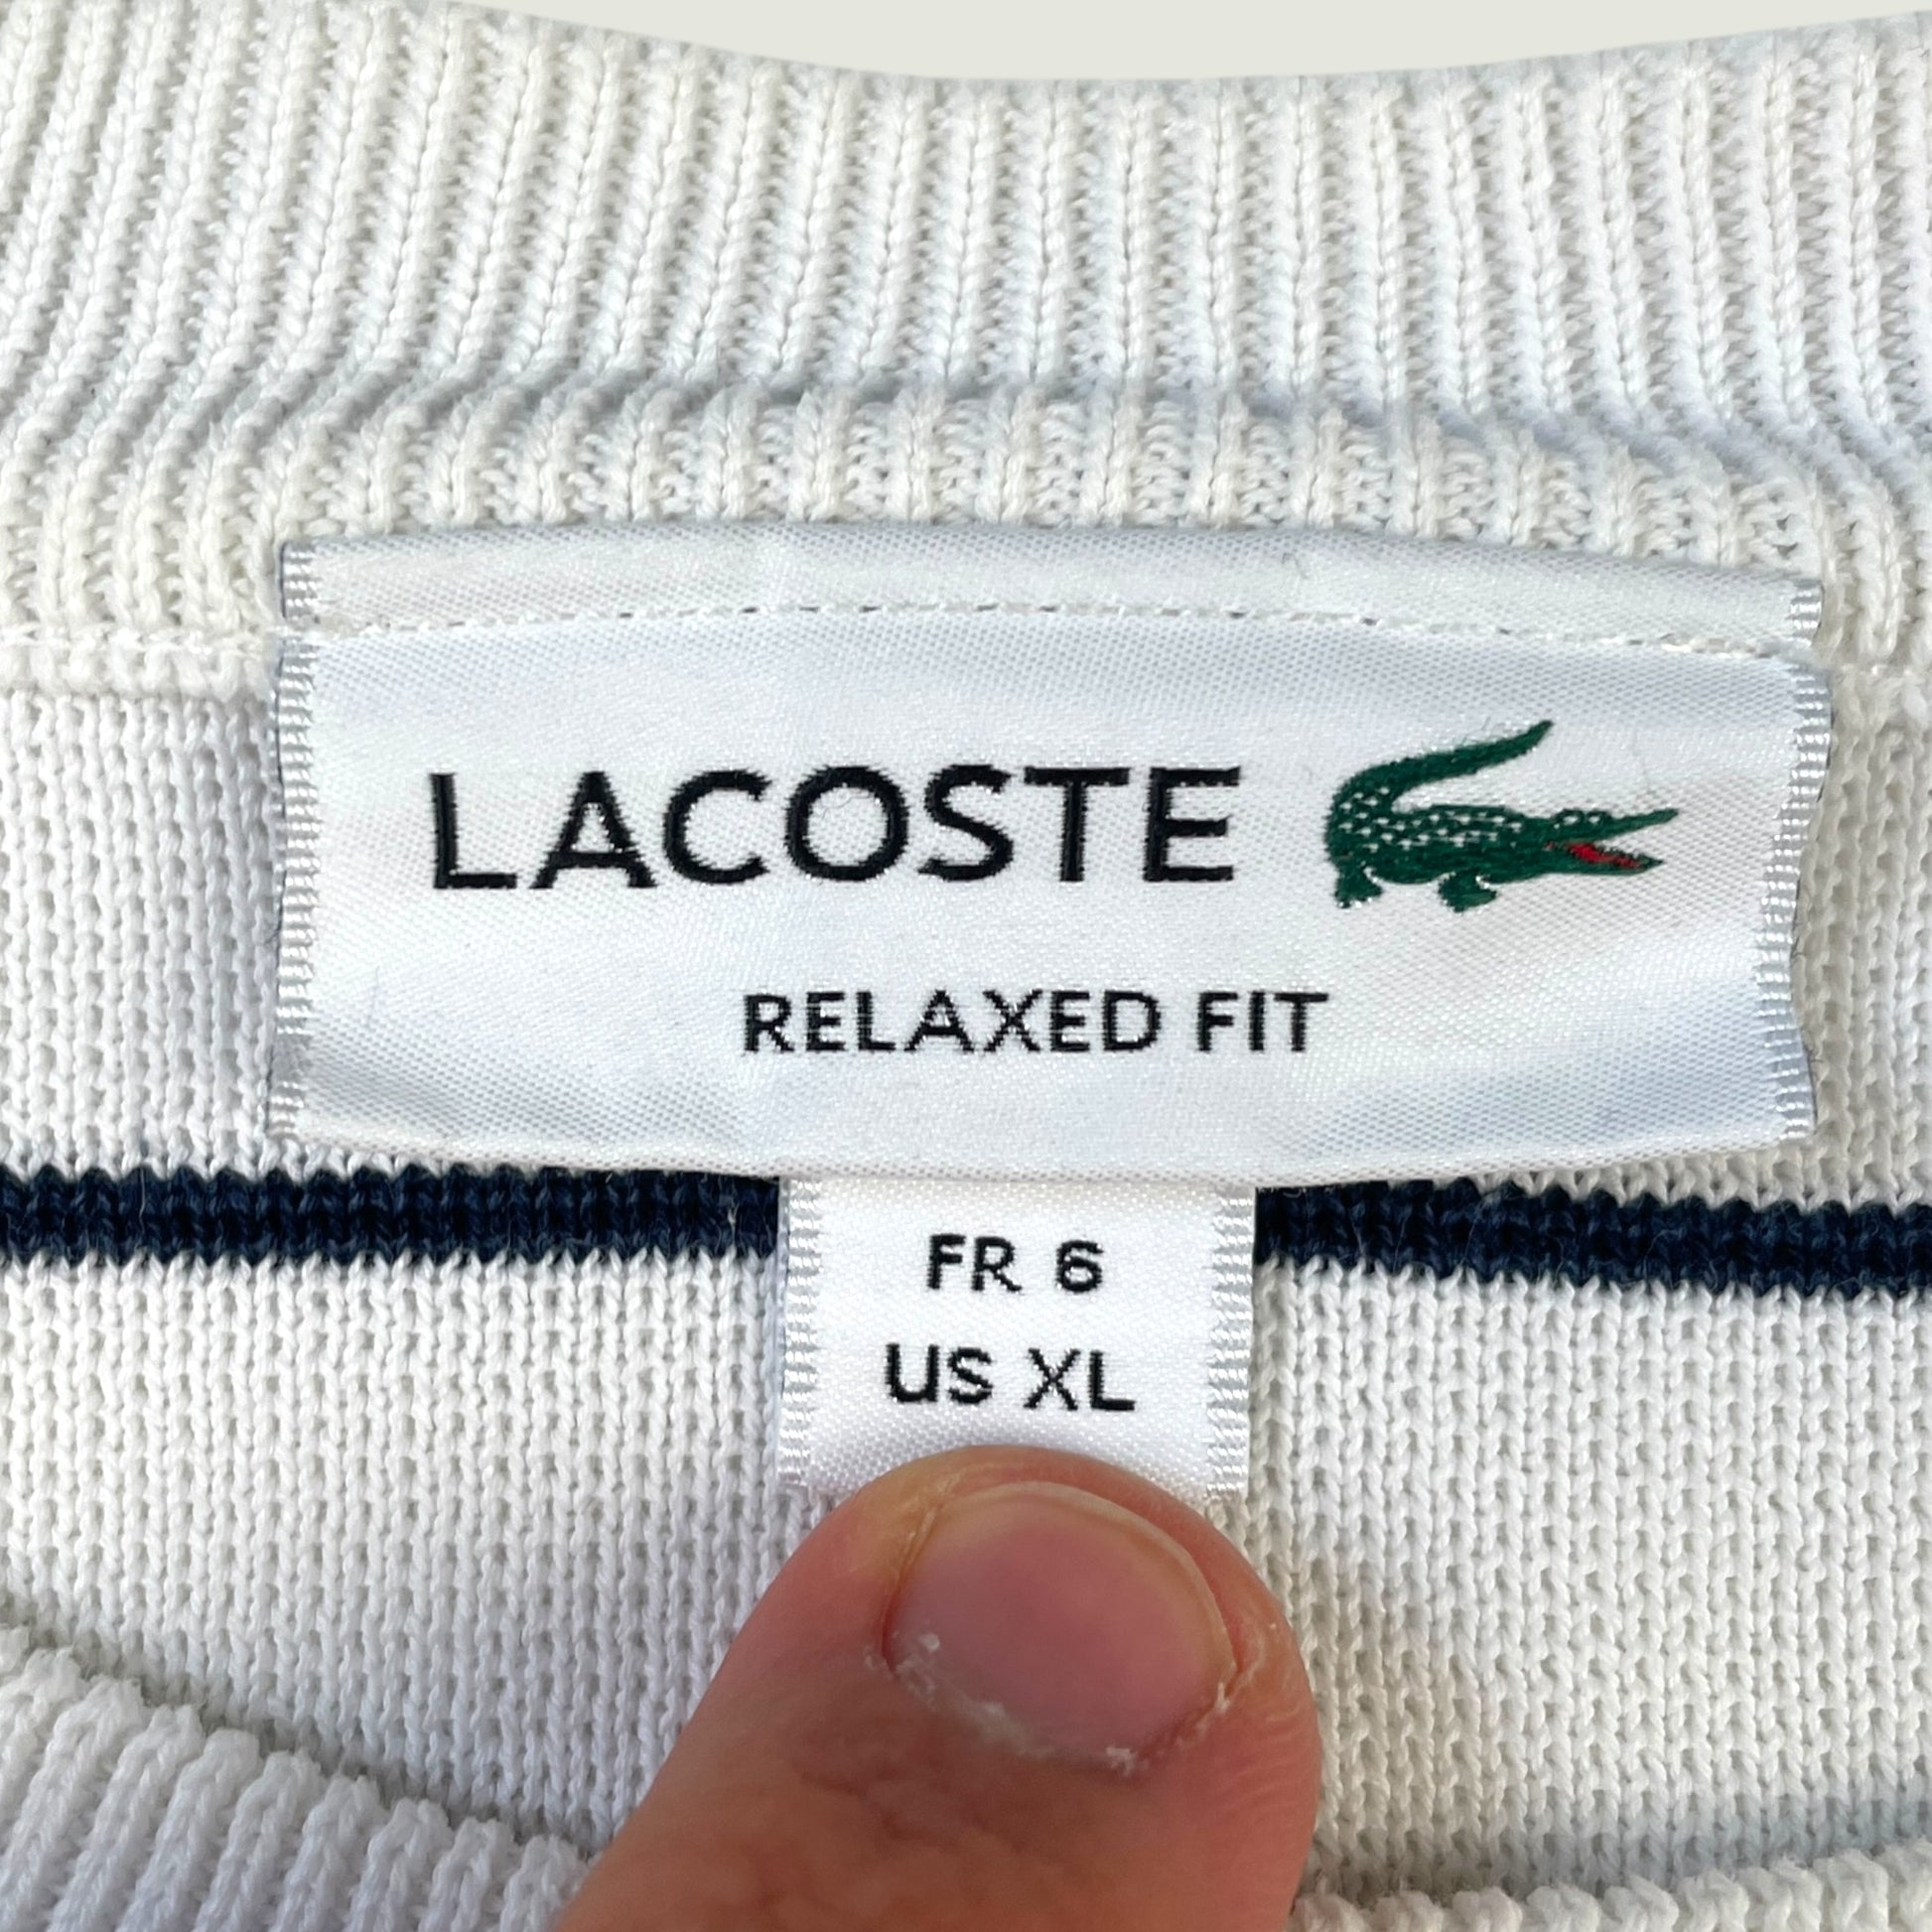 LACOSTE
RELAXED FIT
FR 6
US XL